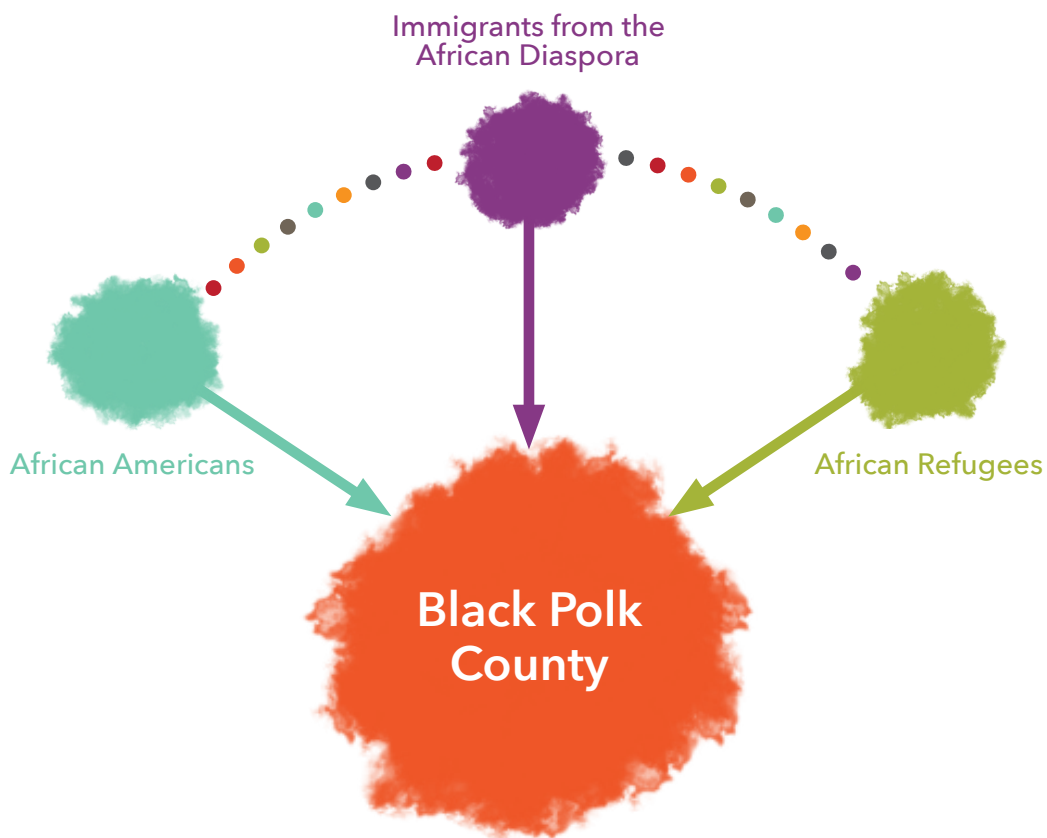 Immigrants from the
African Diaspora
African Americans
African Refugees
Black Polk
County